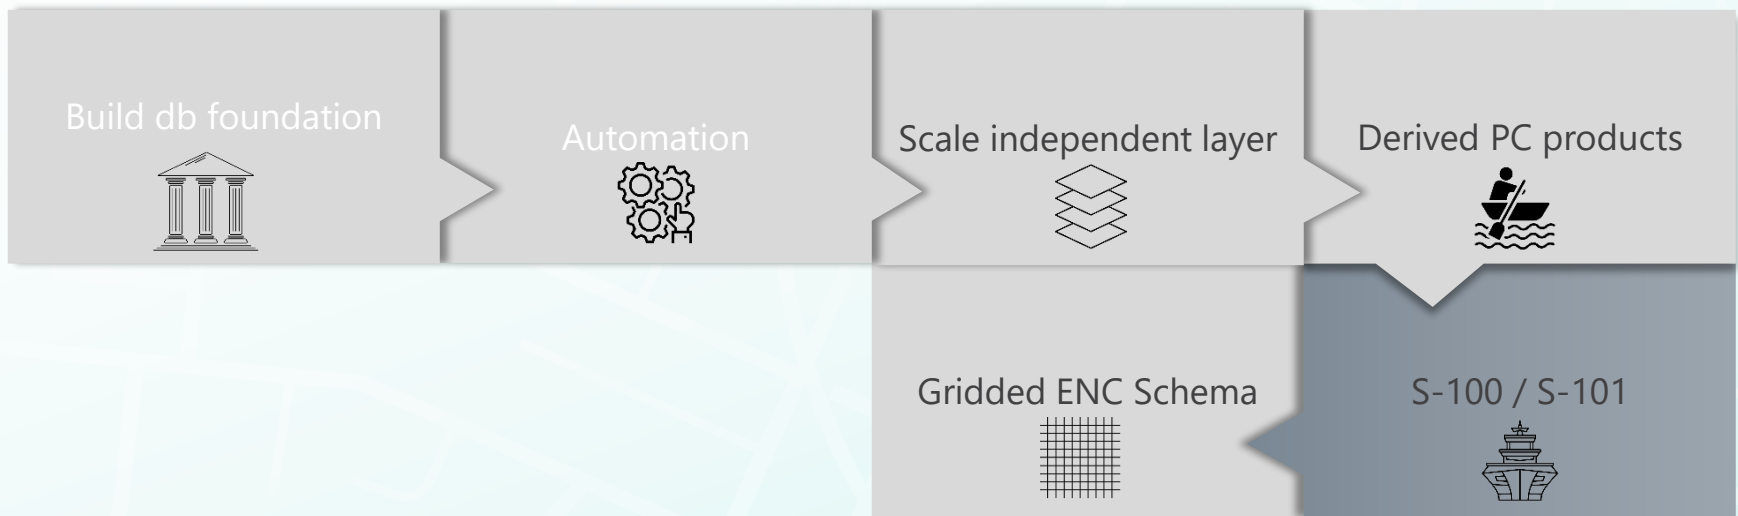 Build db foundation
Automation
Scale independent layer
Derived PC products
S-100 / S-101
Gridded ENC Schema